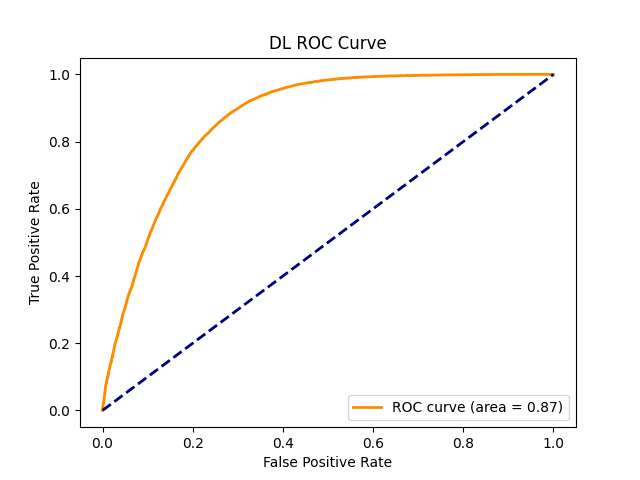 DL ROC Curve
True Positive Rate
1.0
0.8
0.6
0.4
0.2
0.0
ROC curve (area = 0.87)
0.0 0.2 0.4 0.6 0.8 1.0
False Positive Rate